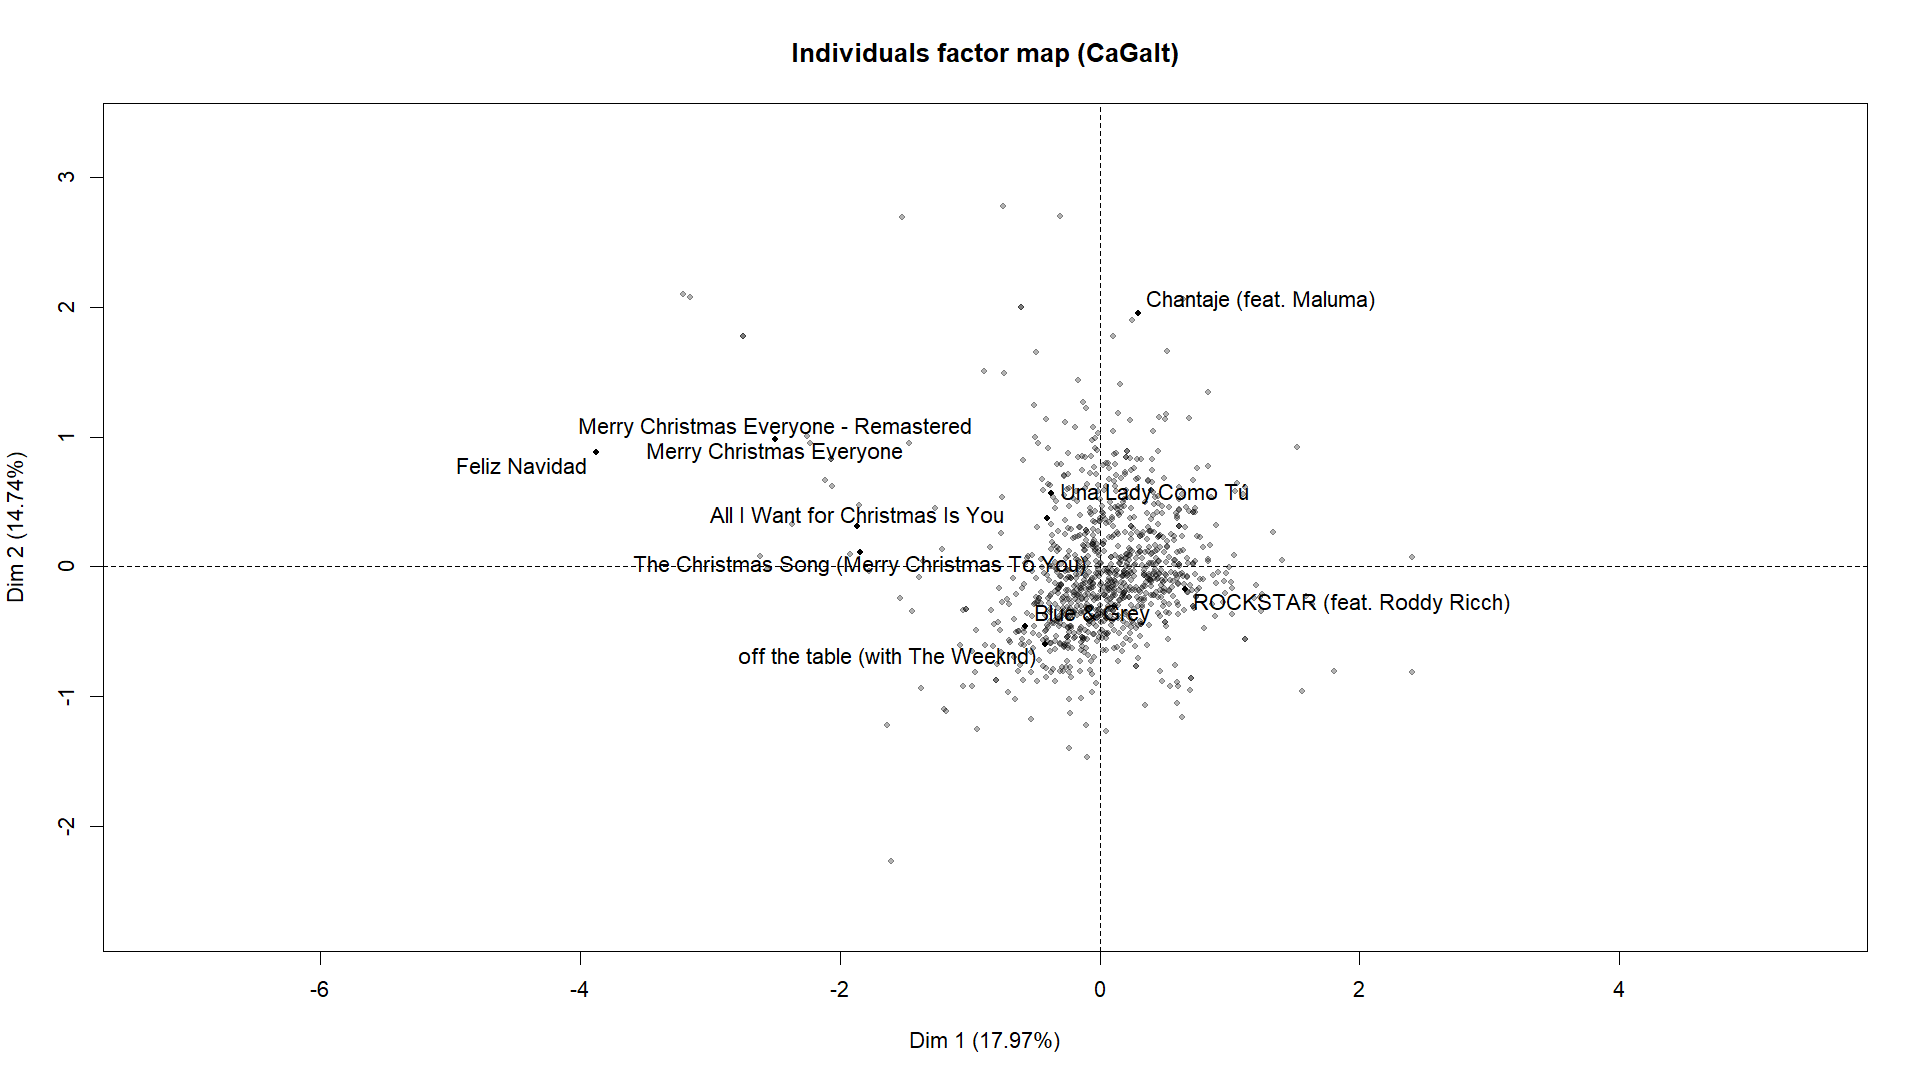 Individuals factor map (CaGalt)
3
2
1
0
-1
-2
Dim 2 (14.74%)
Chantaje (feat. Maluma)
Merry Christmas Everyone - Remastered
Merry Christmas Everyone
Feliz Navidad
Una Lady Como Tú
All I Want for Christmas Is You
The Christmas Song (Merry Christmas To You)
ROCKSTAR (feat. Roddy Ricch)
Blue & Grey
off the table (with The Weeknd)
-6
-4
-2
0
2
4
Dim 1 (17.97%)